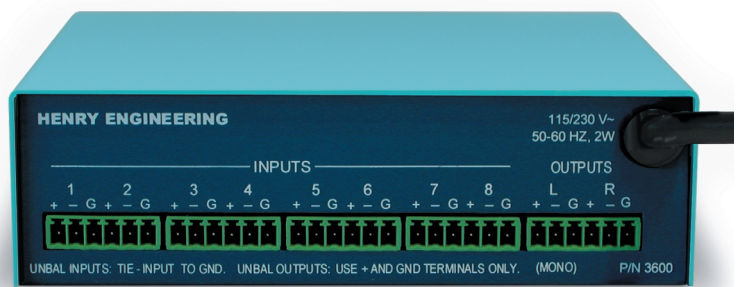 HENRY ENGINEERING
115/230 V~
50-60 HZ, 2W
INPUTS
OUTPUTS
1 2 3 4 5 6 7 8 L R
+ – G + – G + – G + – G + – G + – G + – G + – G + – G + – G
UNBAL INPUTS: TIE - INPUT TO GND. UNBAL OUTPUTS: USE + AND GND TERMINALS ONLY. (MONO) P/N 3600